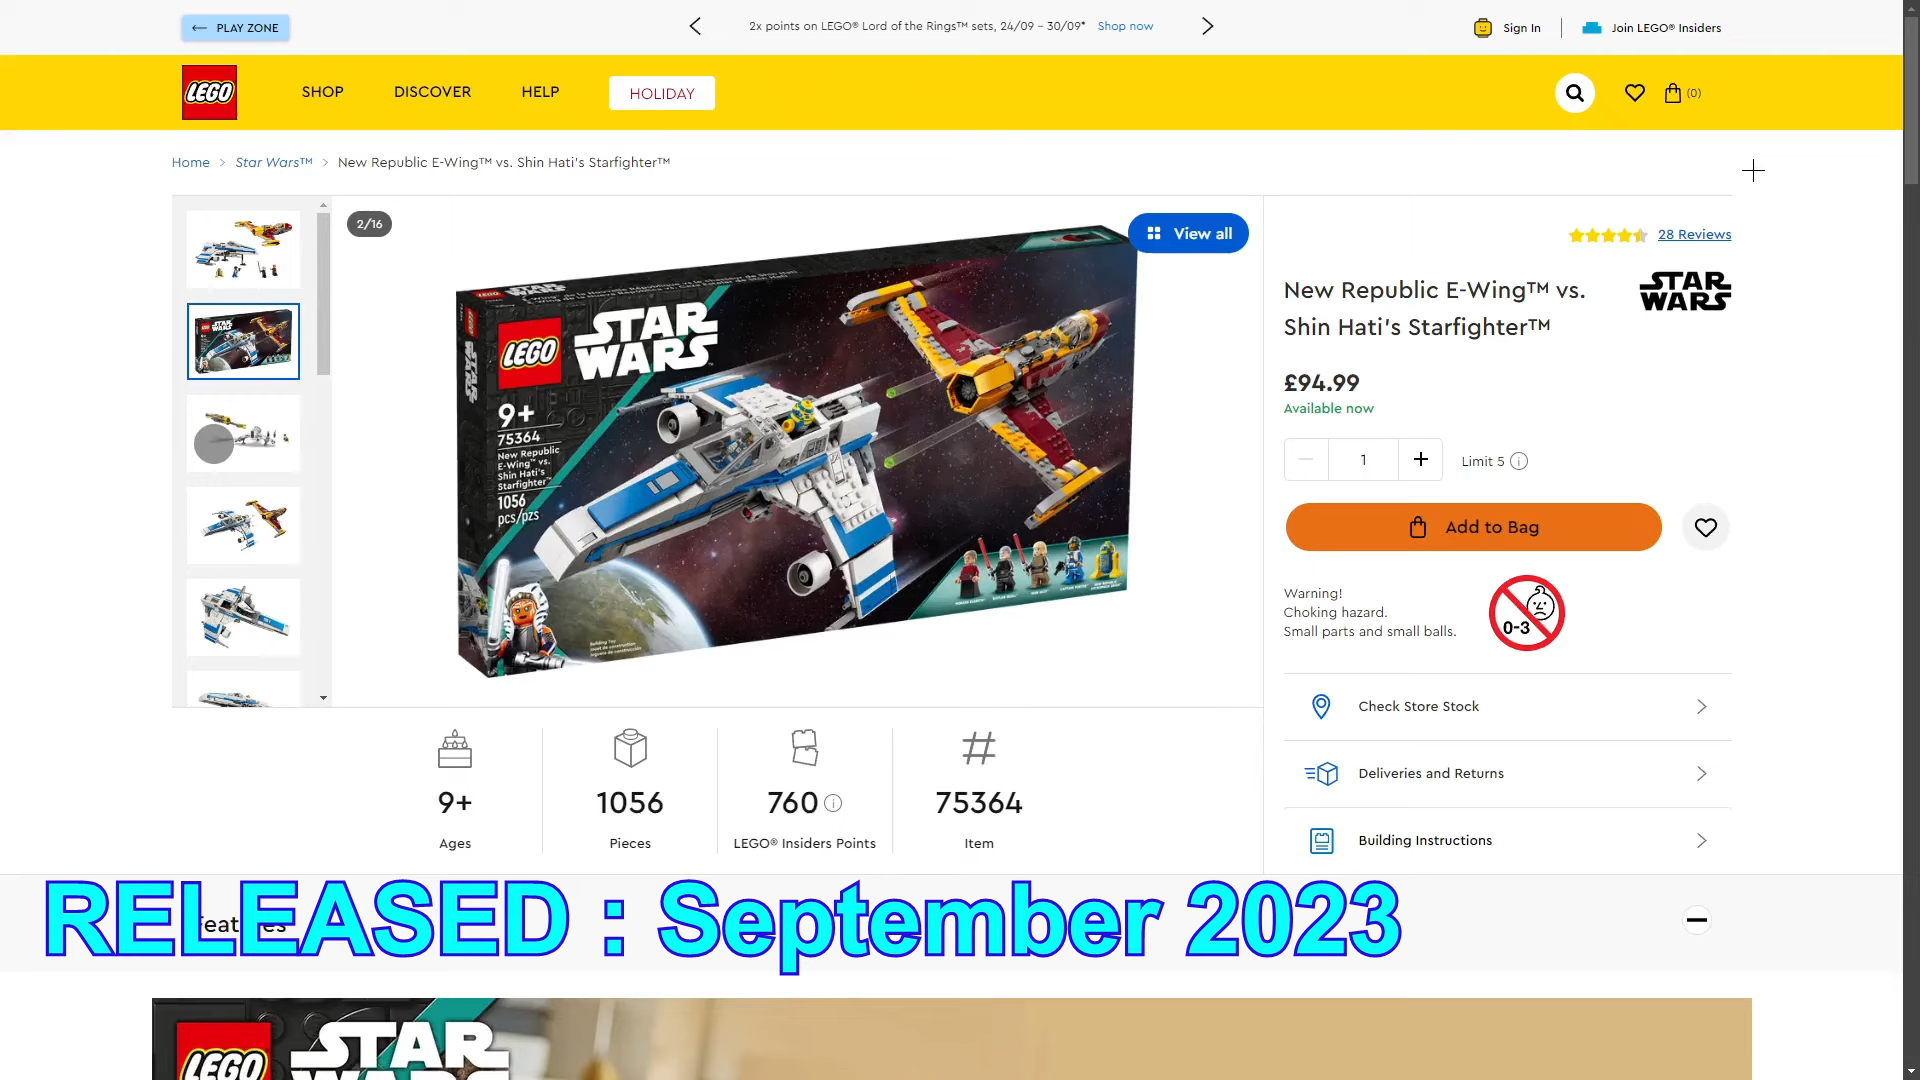 PLAY ZONE
2x points on LEGO® Lord of the Rings™ sets, 24/09 – 30/09* Shop now
Sign In
Join LEGO® Insiders
LEGO
SHOP
DISCOVER
HELP
HOLIDAY
(0)
Home > Star Wars™ > New Republic E-Wing™ vs. Shin Hati's Starfighter™
2/16
View all
LEGO
STAR WARS
9+
75364
New Republic
E-Wing™ vs.
Shin Hati's
Starfighter™
1056
pcs/pzs
Building Toy
28 Reviews
New Republic E-Wing™ vs.
Shin Hati's Starfighter™
STAR
WARS
£94.99
Available now
1
Limit 5
Add to Bag
Warning!
Choking hazard.
Small parts and small balls.
0-3
Check Store Stock
Deliveries and Returns
Building Instructions
9+
Ages
1056
Pieces
760
LEGO® Insiders Points
75364
Item
Features
RELEASED : September 2023
LEGO
STAR
WARS